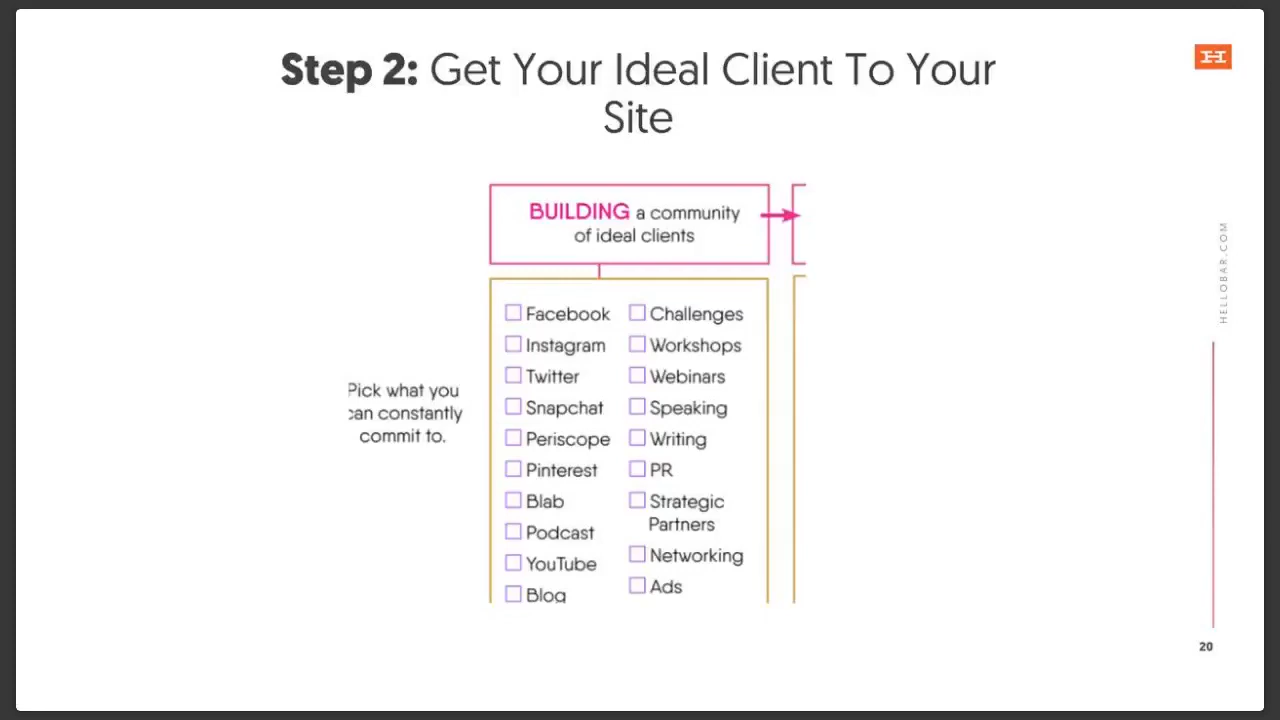 Step 2: Get Your Ideal Client To Your
Site
BUILDING a community
of ideal clients
Pick what you
can constantly
commit to.
Facebook
Instagram
Twitter
Snapchat
Periscope
Pinterest
Blab
Podcast
YouTube
Blog
Challenges
Workshops
Webinars
Speaking
Writing
PR
Strategic
Partners
Networking
Ads
H
HELLOBAR.COM
20